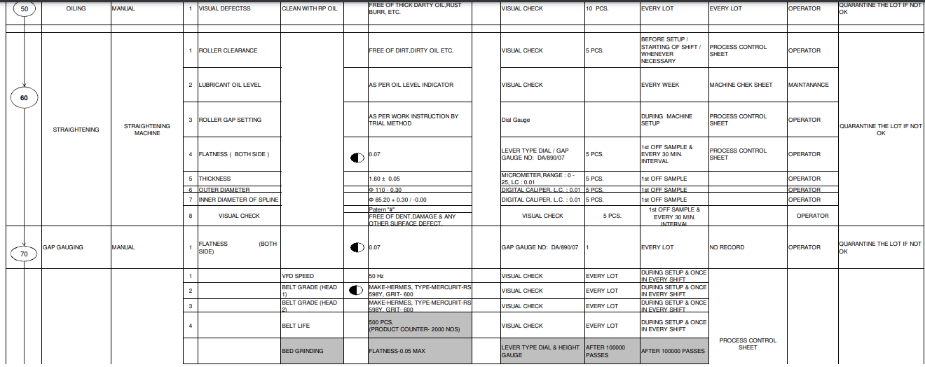 50 OILING MANUAL 1 VISUAL DEFECTSS CLEAN WITH RP OIL FREE OF THICK DARTY OIL,RUST BURR, ETC. VISUAL CHECK 10 PCS. EVERY LOT EVERY LOT OPERATOR QUARANTINE THE LOT IF NOT OK
60 STRAIGHTENING STRAIGHTENING MACHINE
1 ROLLER CLEARANCE FREE OF DIRT,DIRTY OIL ETC. VISUAL CHECK 5 PCS. BEFORE SETUP / STARTING OF SHIFT / WHENEVER NECESSARY PROCESS CONTROL SHEET OPERATOR
2 LUBRICANT OIL LEVEL AS PER OIL LEVEL INDICATOR VISUAL CHECK EVERY WEEK MACHINE CHEK SHEET MAINTANANCE
3 ROLLER GAP SETTING AS PER WORK INSTRUCTION BY TRIAL METHOD Dial Gauge DURING MACHINE SETUP PROCESS CONTROL SHEET OPERATOR
QUARANTINE THE LOT IF NOT OK
4 FLATNESS ( BOTH SIDE ) 0.07 LEVER TYPE DIAL / GAP GAUGE NO: DA/890/07 5 PCS. 1st OFF SAMPLE & EVERY 30 MIN. INTERVAL PROCESS CONTROL SHEET OPERATOR
5 THICKNESS 1.60 ± 0.05 MICROMETER,RANGE : 0 - 25, LC : 0.01 5 PCS. 1st OFF SAMPLE OPERATOR
6 OUTER DIAMETER Φ 110 - 0.30 DIGITAL CALIPER. L.C. : 0.01 5 PCS. 1st OFF SAMPLE OPERATOR
7 INNER DIAMETER OF SPLINE Φ 85.20 + 0.30 / -0.00 DIGITAL CALIPER. L.C. : 0.01 5 PCS. 1st OFF SAMPLE OPERATOR
8 VISUAL CHECK Patern "#" FREE OF DENT,DAMAGE & ANY OTHER SURFACE DEFECT. VISUAL CHECK 5 PCS. 1st OFF SAMPLE & EVERY 30 MIN. INTERVAL OPERATOR
70 GAP GAUGING MANUAL 1 FLATNESS (BOTH SIDE) 0.07 GAP GAUGE NO: DA/890/07 1 EVERY LOT NO RECORD OPERATOR QUARANTINE THE LOT IF NOT OK
1 VFD SPEED 50 Hz VISUAL CHECK EVERY LOT DURING SETUP & ONCE IN EVERY SHIFT
2 BELT GRADE (HEAD 1) MAKE-HERMES, TYPE-MERCURIT-RS 598Y, GRIT- 600 VISUAL CHECK EVERY LOT DURING SETUP & ONCE IN EVERY SHIFT
3 BELT GRADE (HEAD 2) MAKE-HERMES, TYPE-MERCURIT-RS 598Y, GRIT- 600 VISUAL CHECK EVERY LOT DURING SETUP & ONCE IN EVERY SHIFT
4 BELT LIFE 500 PCS. (PRODUCT COUNTER- 2000 NOS) VISUAL CHECK EVERY LOT DURING SETUP & ONCE IN EVERY SHIFT
PROCESS CONTROL SHEET
BED GRINDING FLATNESS-0.05 MAX LEVER TYPE DIAL & HEIGHT GAUGE AFTER 100000 PASSES AFTER 100000 PASSES